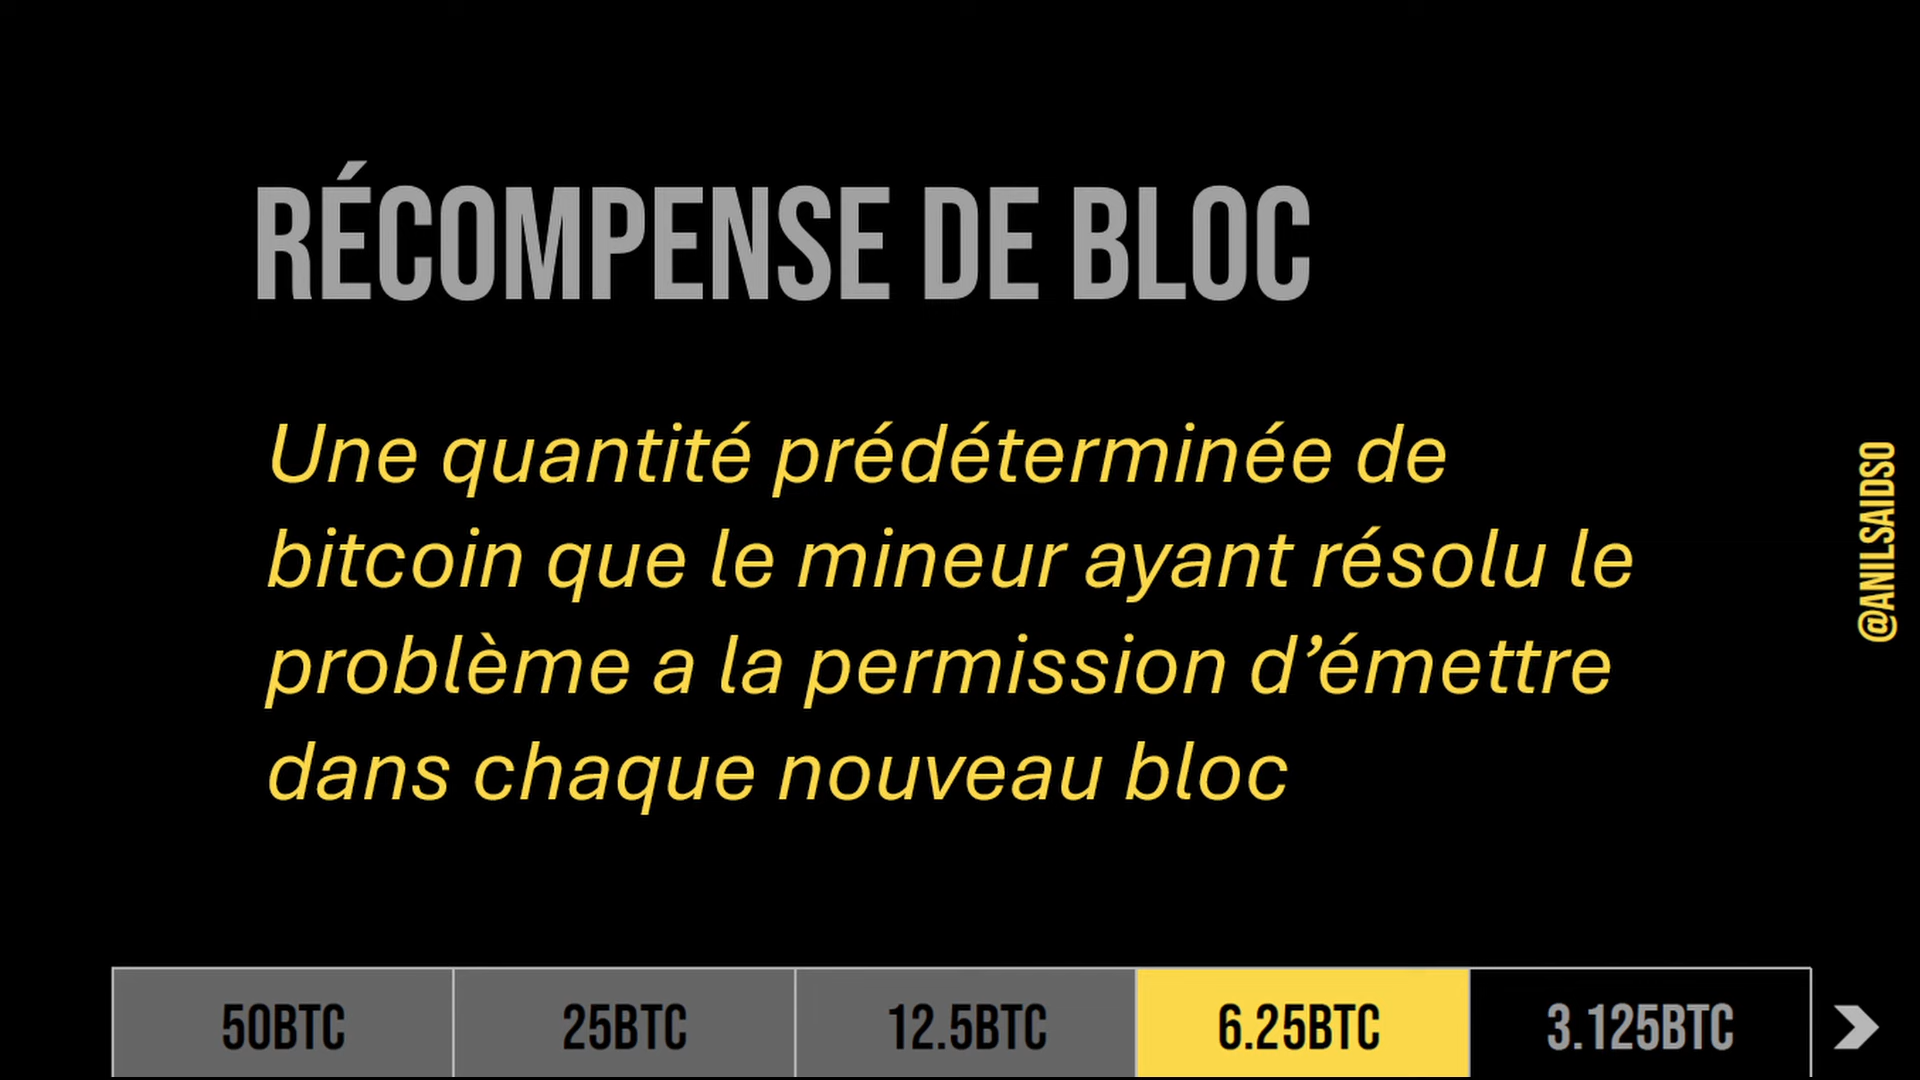 RÉCOMPENSE DE BLOC
Une quantité prédéterminée de
bitcoin que le mineur ayant résolu le
problème a la permission d’émettre
dans chaque nouveau bloc
@ANILSAIDSO
50BTC
25BTC
12.5BTC
6.25BTC
3.125BTC